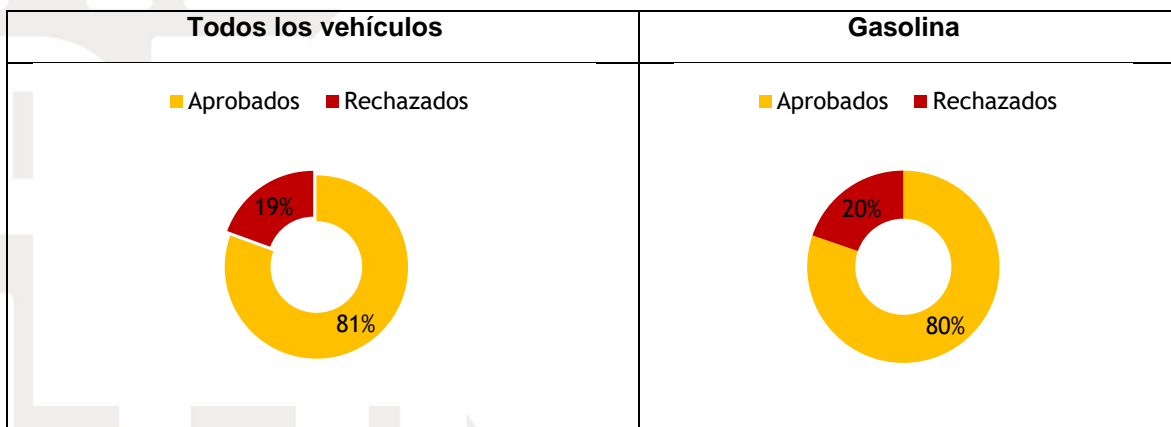 Todos los vehículos
Gasolina
Aprobados Rechazados
19%
81%
Aprobados Rechazados
20%
80%